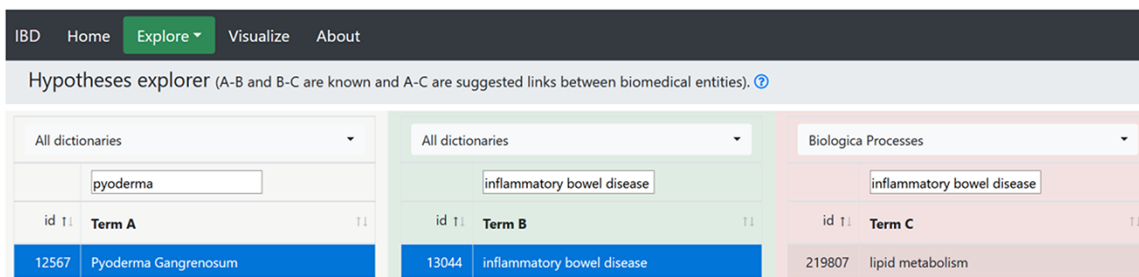 IBD Home Explore Visualize About
Hypotheses explorer (A-B and B-C are known and A-C are suggested links between biomedical entities).
All dictionaries All dictionaries Biologica Processes
pyoderma inflammatory bowel disease inflammatory bowel disease
id Term A id Term B id Term C
12567 Pyoderma Gangrenosum 13044 inflammatory bowel disease 219807 lipid metabolism